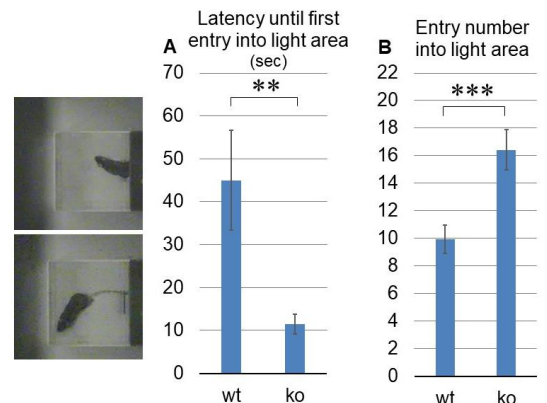 A
Latency until first
entry into light area
(sec)
70
60
50
40
30
20
10
0
**
wt ko
B
Entry number
into light area
22
20
18
16
14
12
10
8
6
4
2
0
***
wt ko